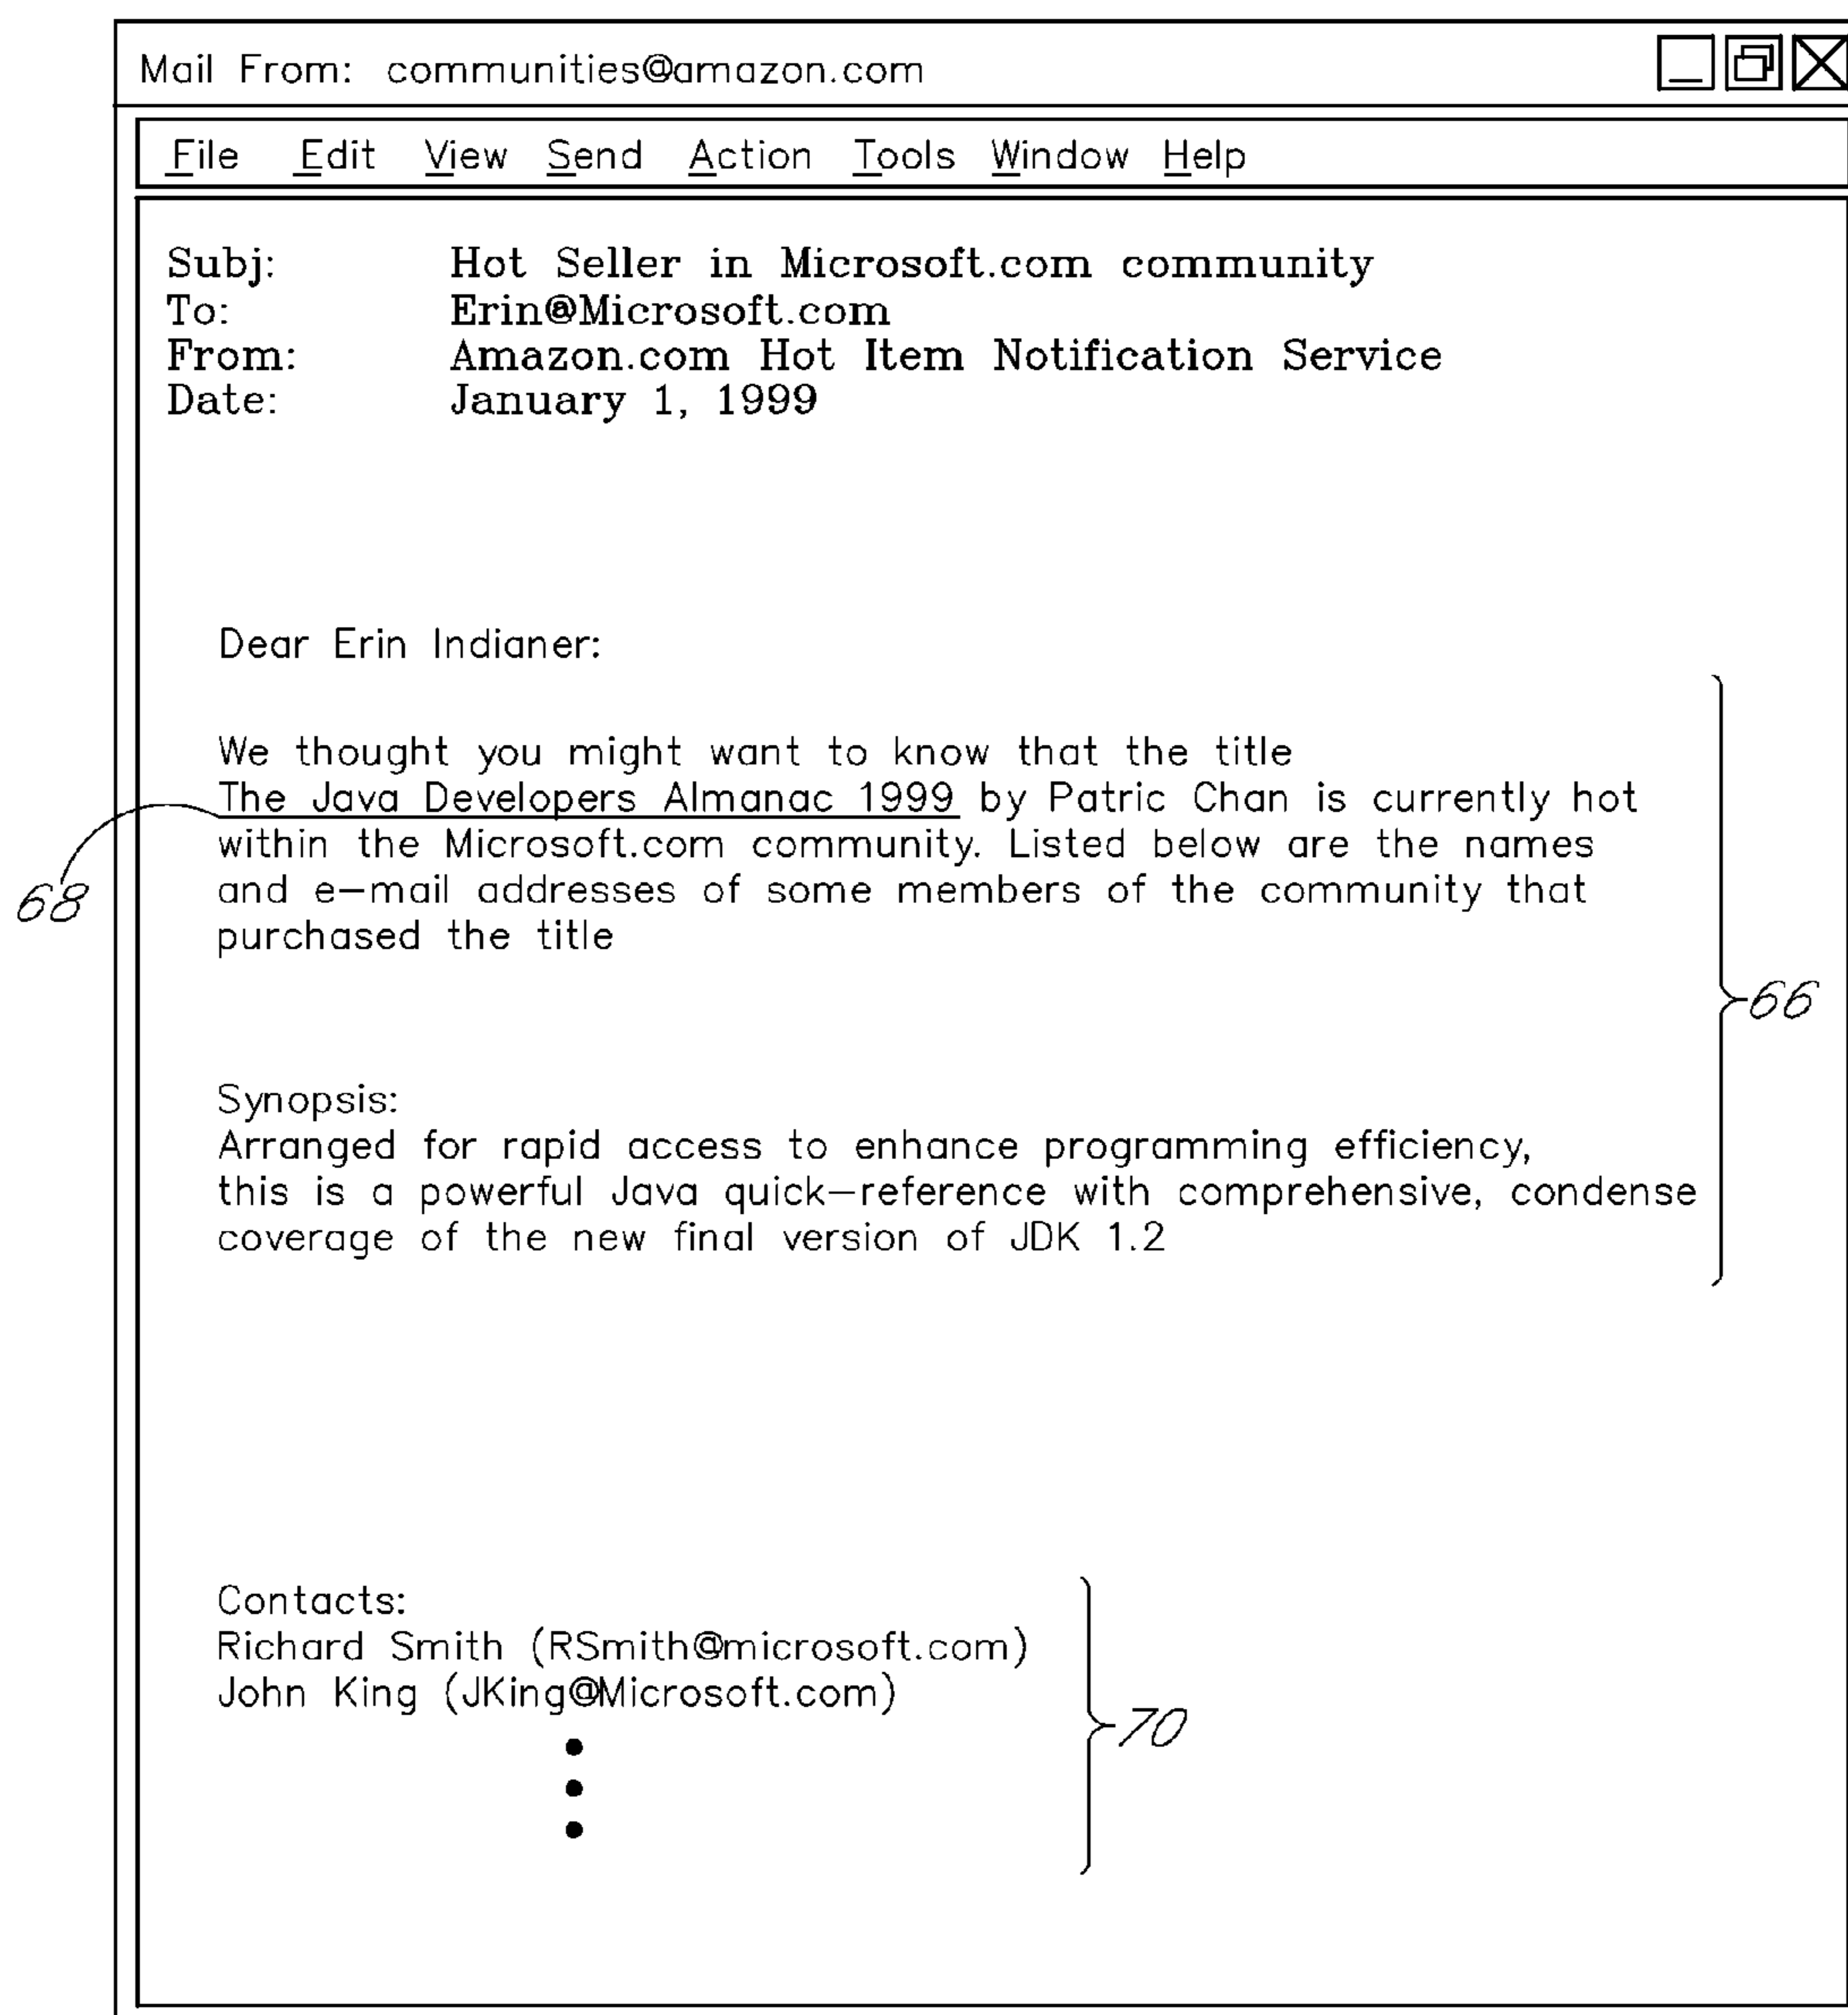 Mail From: communities@amazon.com
File Edit View Send Action Tools Window Help
Subj: Hot Seller in Microsoft.com community
To: Erin@Microsoft.com
From: Amazon.com Hot Item Notification Service
Date: January 1, 1999
Dear Erin Indianer:
We thought you might want to know that the title
The Java Developers Almanac 1999 by Patric Chan is currently hot
within the Microsoft.com community. Listed below are the names
and e-mail addresses of some members of the community that
purchased the title
68
66
Synopsis:
Arranged for rapid access to enhance programming efficiency,
this is a powerful Java quick-reference with comprehensive, condense
coverage of the new final version of JDK 1.2
Contacts:
Richard Smith (RSmith@microsoft.com)
John King (JKing@Microsoft.com)
70